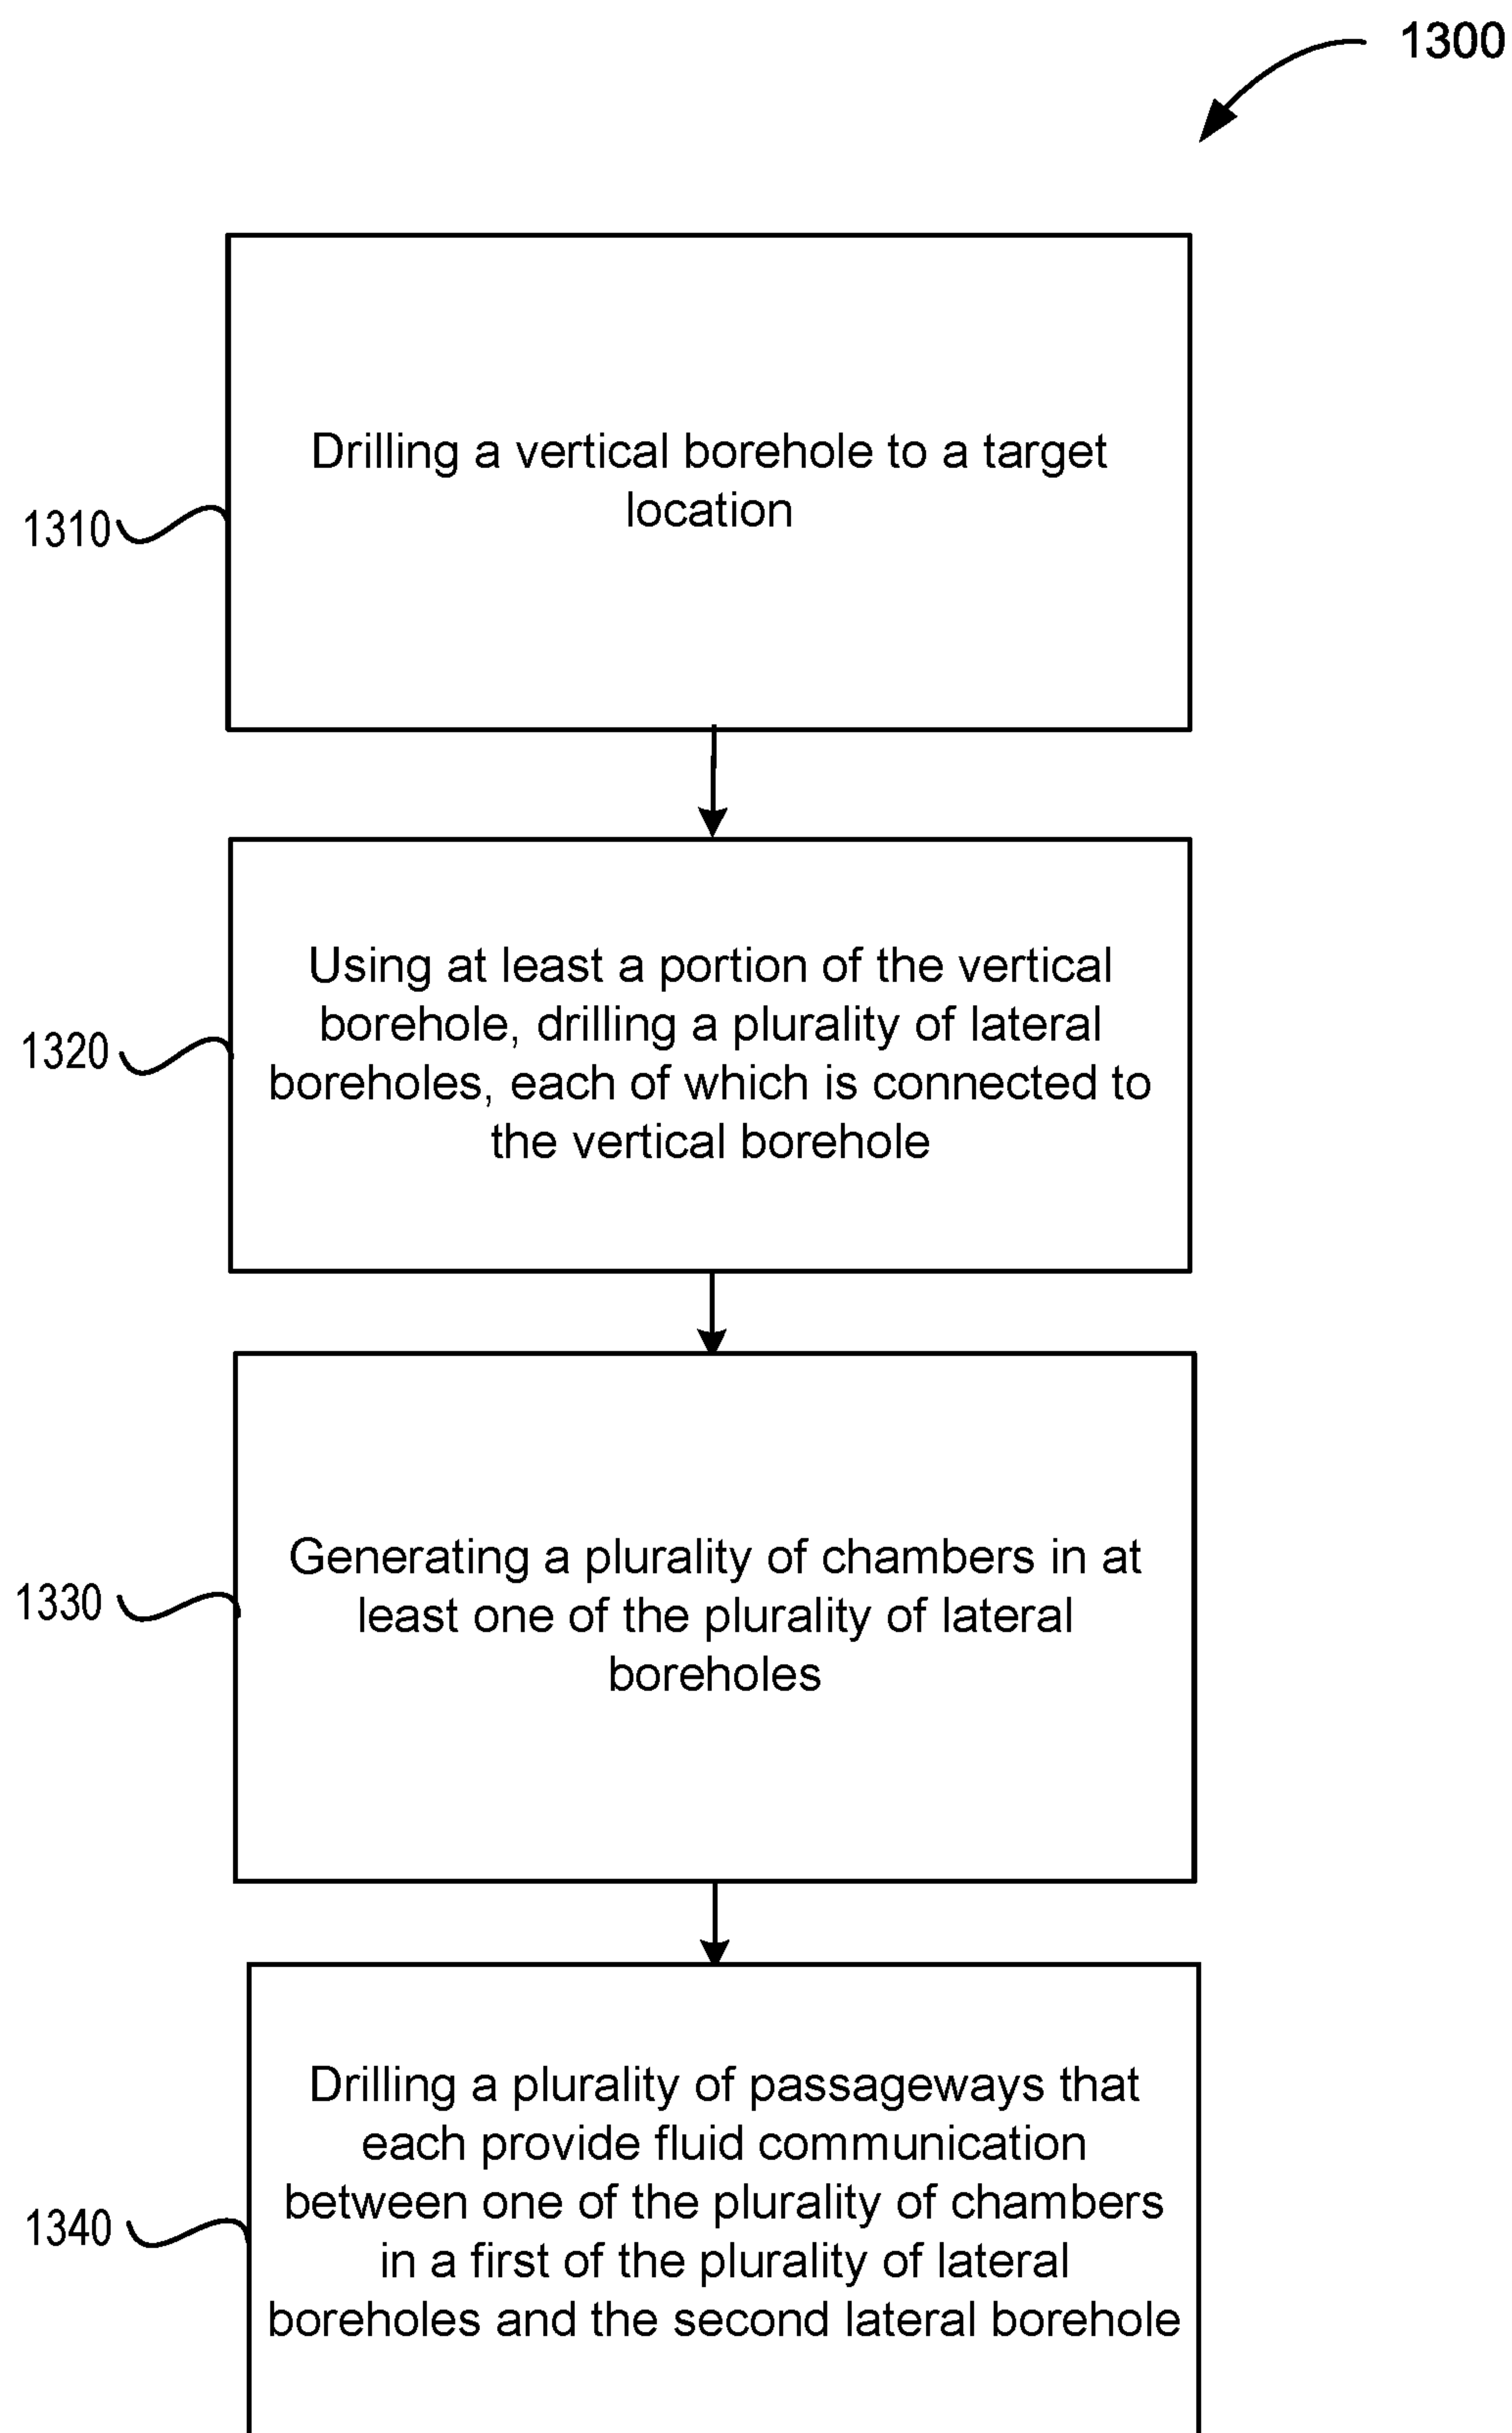 1300
Drilling a vertical borehole to a target
location
1310
Using at least a portion of the vertical
borehole, drilling a plurality of lateral
boreholes, each of which is connected to
the vertical borehole
1320
Generating a plurality of chambers in at
least one of the plurality of lateral
boreholes
1330
Drilling a plurality of passageways that
each provide fluid communication
between one of the plurality of chambers
in a first of the plurality of lateral
boreholes and the second lateral borehole
1340